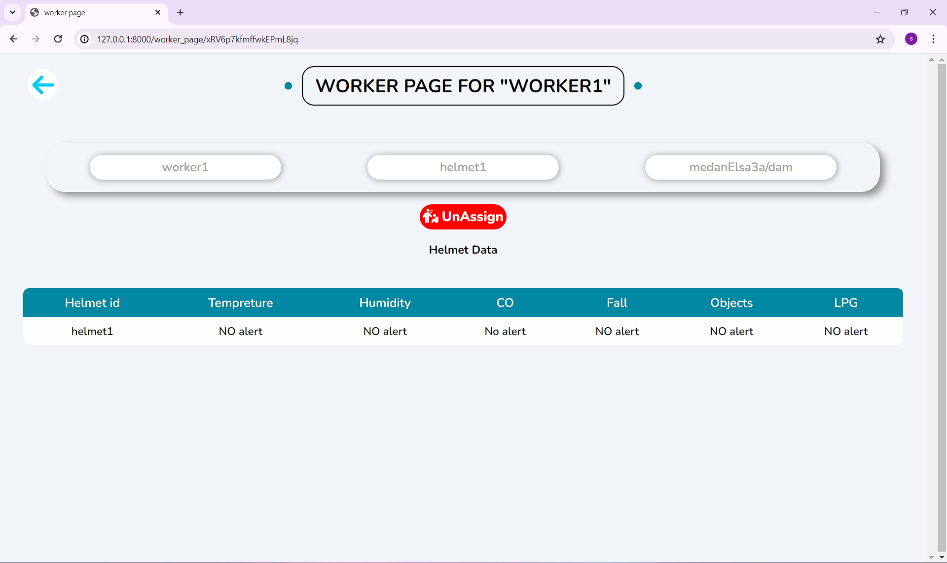 worker page
127.0.0.1:8000/worker_page/xRV6p7kfmffwkEPmL8jq
S
WORKER PAGE FOR "WORKER1"
worker1 helmet1 medanElsa3a/dam
UnAssign
Helmet Data
Helmet id Tempreture Humidity CO Fall Objects LPG
helmet1 NO alert NO alert No alert NO alert NO alert NO alert